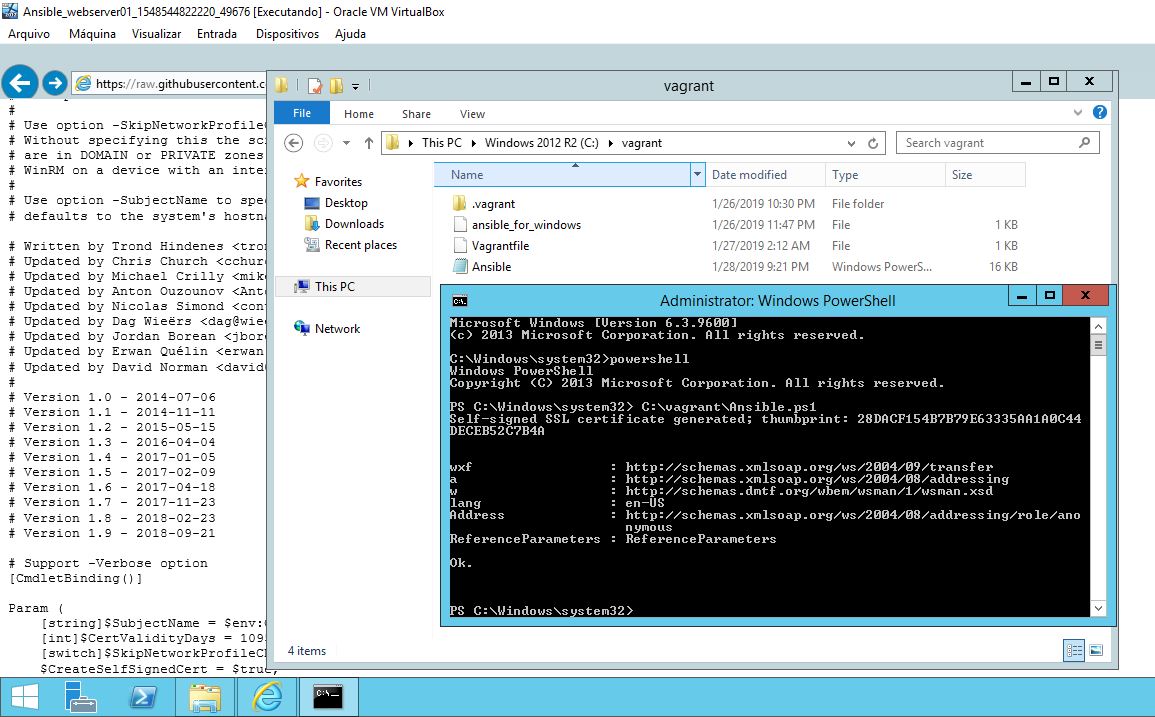 Ansible_webserver01_1548544822220_49676 [Executando] - Oracle VM VirtualBox
Arquivo Máquina Visualizar Entrada Dispositivos Ajuda
https://raw.githubusercontent.c
#
# Use option -SkipNetworkProfile
# Without specifying this the sc
# are in DOMAIN or PRIVATE zones
# WinRM on a device with an inte
#
# Use option -SubjectName to spe
# defaults to the system's hostna
# Written by Trond Hindenes <tron
# Updated by Chris Church <cchurc
# Updated by Michael Crilly <mike
# Updated by Anton Ouzounov <Anto
# Updated by Nicolas Simond <con
# Updated by Dag Wieërs <dag@wiee
# Updated by Jordan Borean <jbore
# Updated by Erwan Quélin <erwan
# Updated by David Norman <david
#
# Version 1.0 - 2014-07-06
# Version 1.1 - 2014-11-11
# Version 1.2 - 2015-05-15
# Version 1.3 - 2016-04-04
# Version 1.4 - 2017-01-05
# Version 1.5 - 2017-02-09
# Version 1.6 - 2017-04-18
# Version 1.7 - 2017-11-23
# Version 1.8 - 2018-02-23
# Version 1.9 - 2018-09-21
# Support -Verbose option
[CmdletBinding()]
Param (
[string]$SubjectName = $env:
[int]$CertValidityDays = 109
[switch]$SkipNetworkProfileC
$CreateSelfSignedCert = $true,
vagrant
File Home Share View
This PC Windows 2012 R2 (C:) vagrant
Search vagrant
Favorites
Desktop
Downloads
Recent places
This PC
Network
Name Date modified Type Size
.vagrant 1/26/2019 10:30 PM File folder
ansible_for_windows 1/26/2019 11:47 PM File 1 KB
Vagrantfile 1/27/2019 2:12 AM File 1 KB
Ansible 1/28/2019 9:21 PM Windows PowerS... 16 KB
Administrator: Windows PowerShell
Microsoft Windows [Version 6.3.9600]
(c) 2013 Microsoft Corporation. All rights reserved.
C:\Windows\system32>powershell
Windows PowerShell
Copyright (C) 2013 Microsoft Corporation. All rights reserved.
PS C:\Windows\system32> C:\vagrant\Ansible.ps1
Self-signed SSL certificate generated; thumbprint: 28DACF154B7B79E63335AA1A0C44
DECEB52C7B4A
wxf : http://schemas.xmlsoap.org/ws/2004/09/transfer
a : http://schemas.xmlsoap.org/ws/2004/08/addressing
w : http://schemas.dmtf.org/wbem/wsman/1/wsman.xsd
lang : en-US
Address : http://schemas.xmlsoap.org/ws/2004/08/addressing/role/ano
nymous
ReferenceParameters : ReferenceParameters
Ok.
PS C:\Windows\system32>
4 items